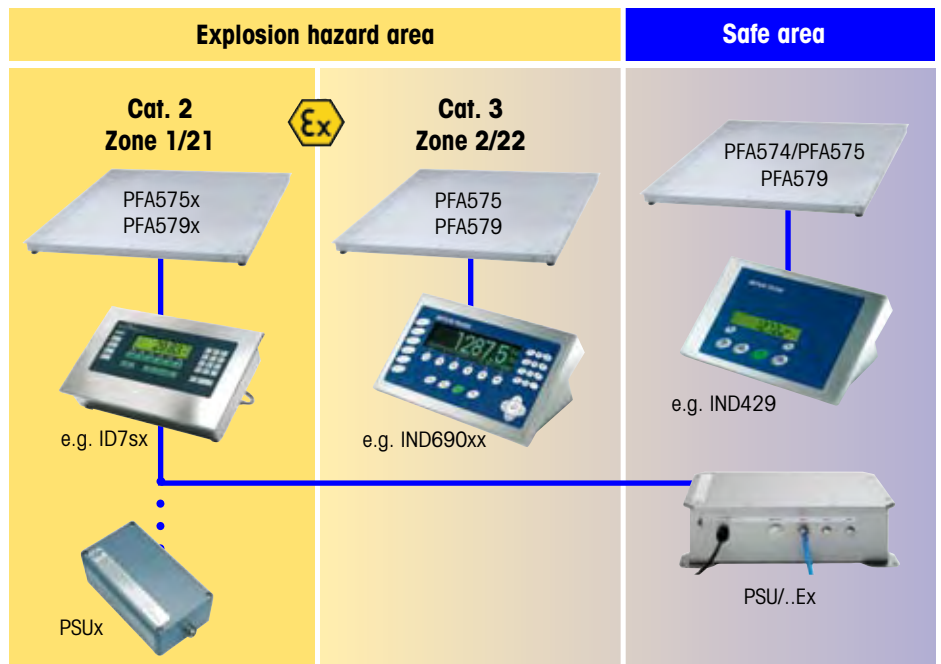 Explosion hazard area
Safe area
Cat. 2
Zone 1/21
Ex
Cat. 3
Zone 2/22
PFA575x
PFA579x
PFA575
PFA579
PFA574/PFA575
PFA579
1287.5
e.g. ID7sx
e.g. IND690xx
e.g. IND429
PSUx
PSU/..Ex